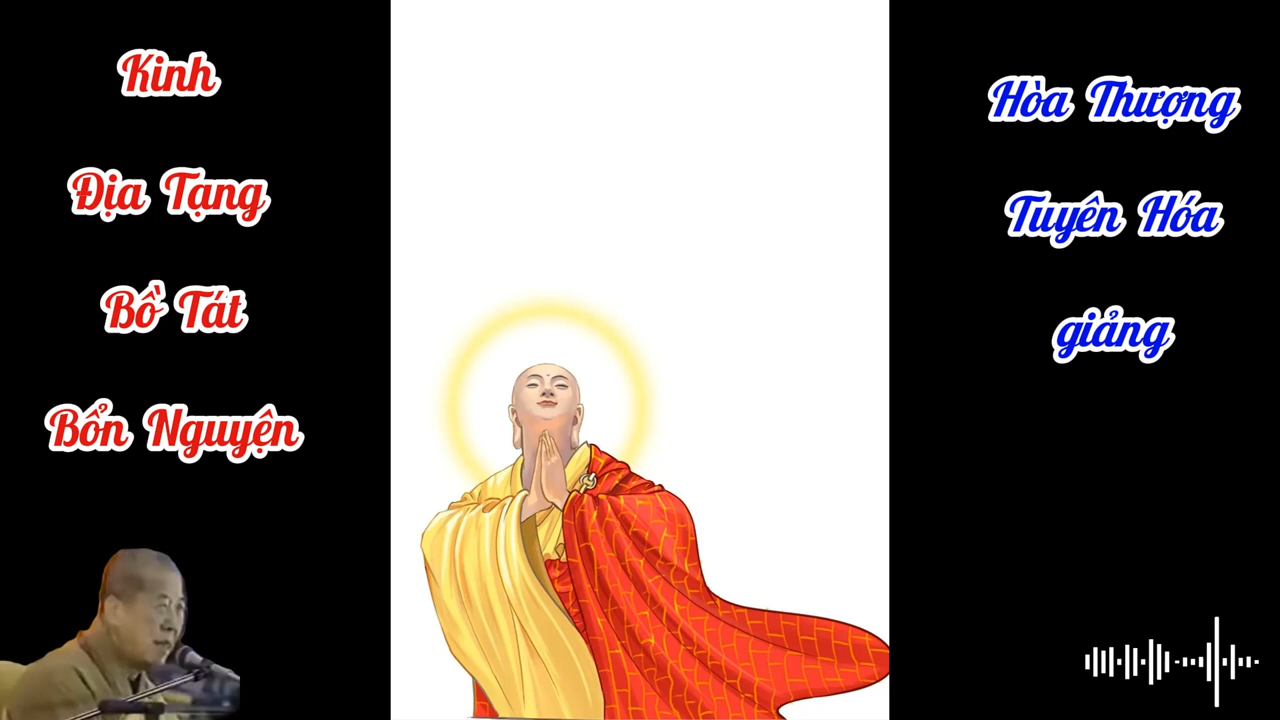 Kinh
Địa Tạng
Bồ Tát
Bổn Nguyện
Hòa Thượng
Tuyên Hóa
giảng